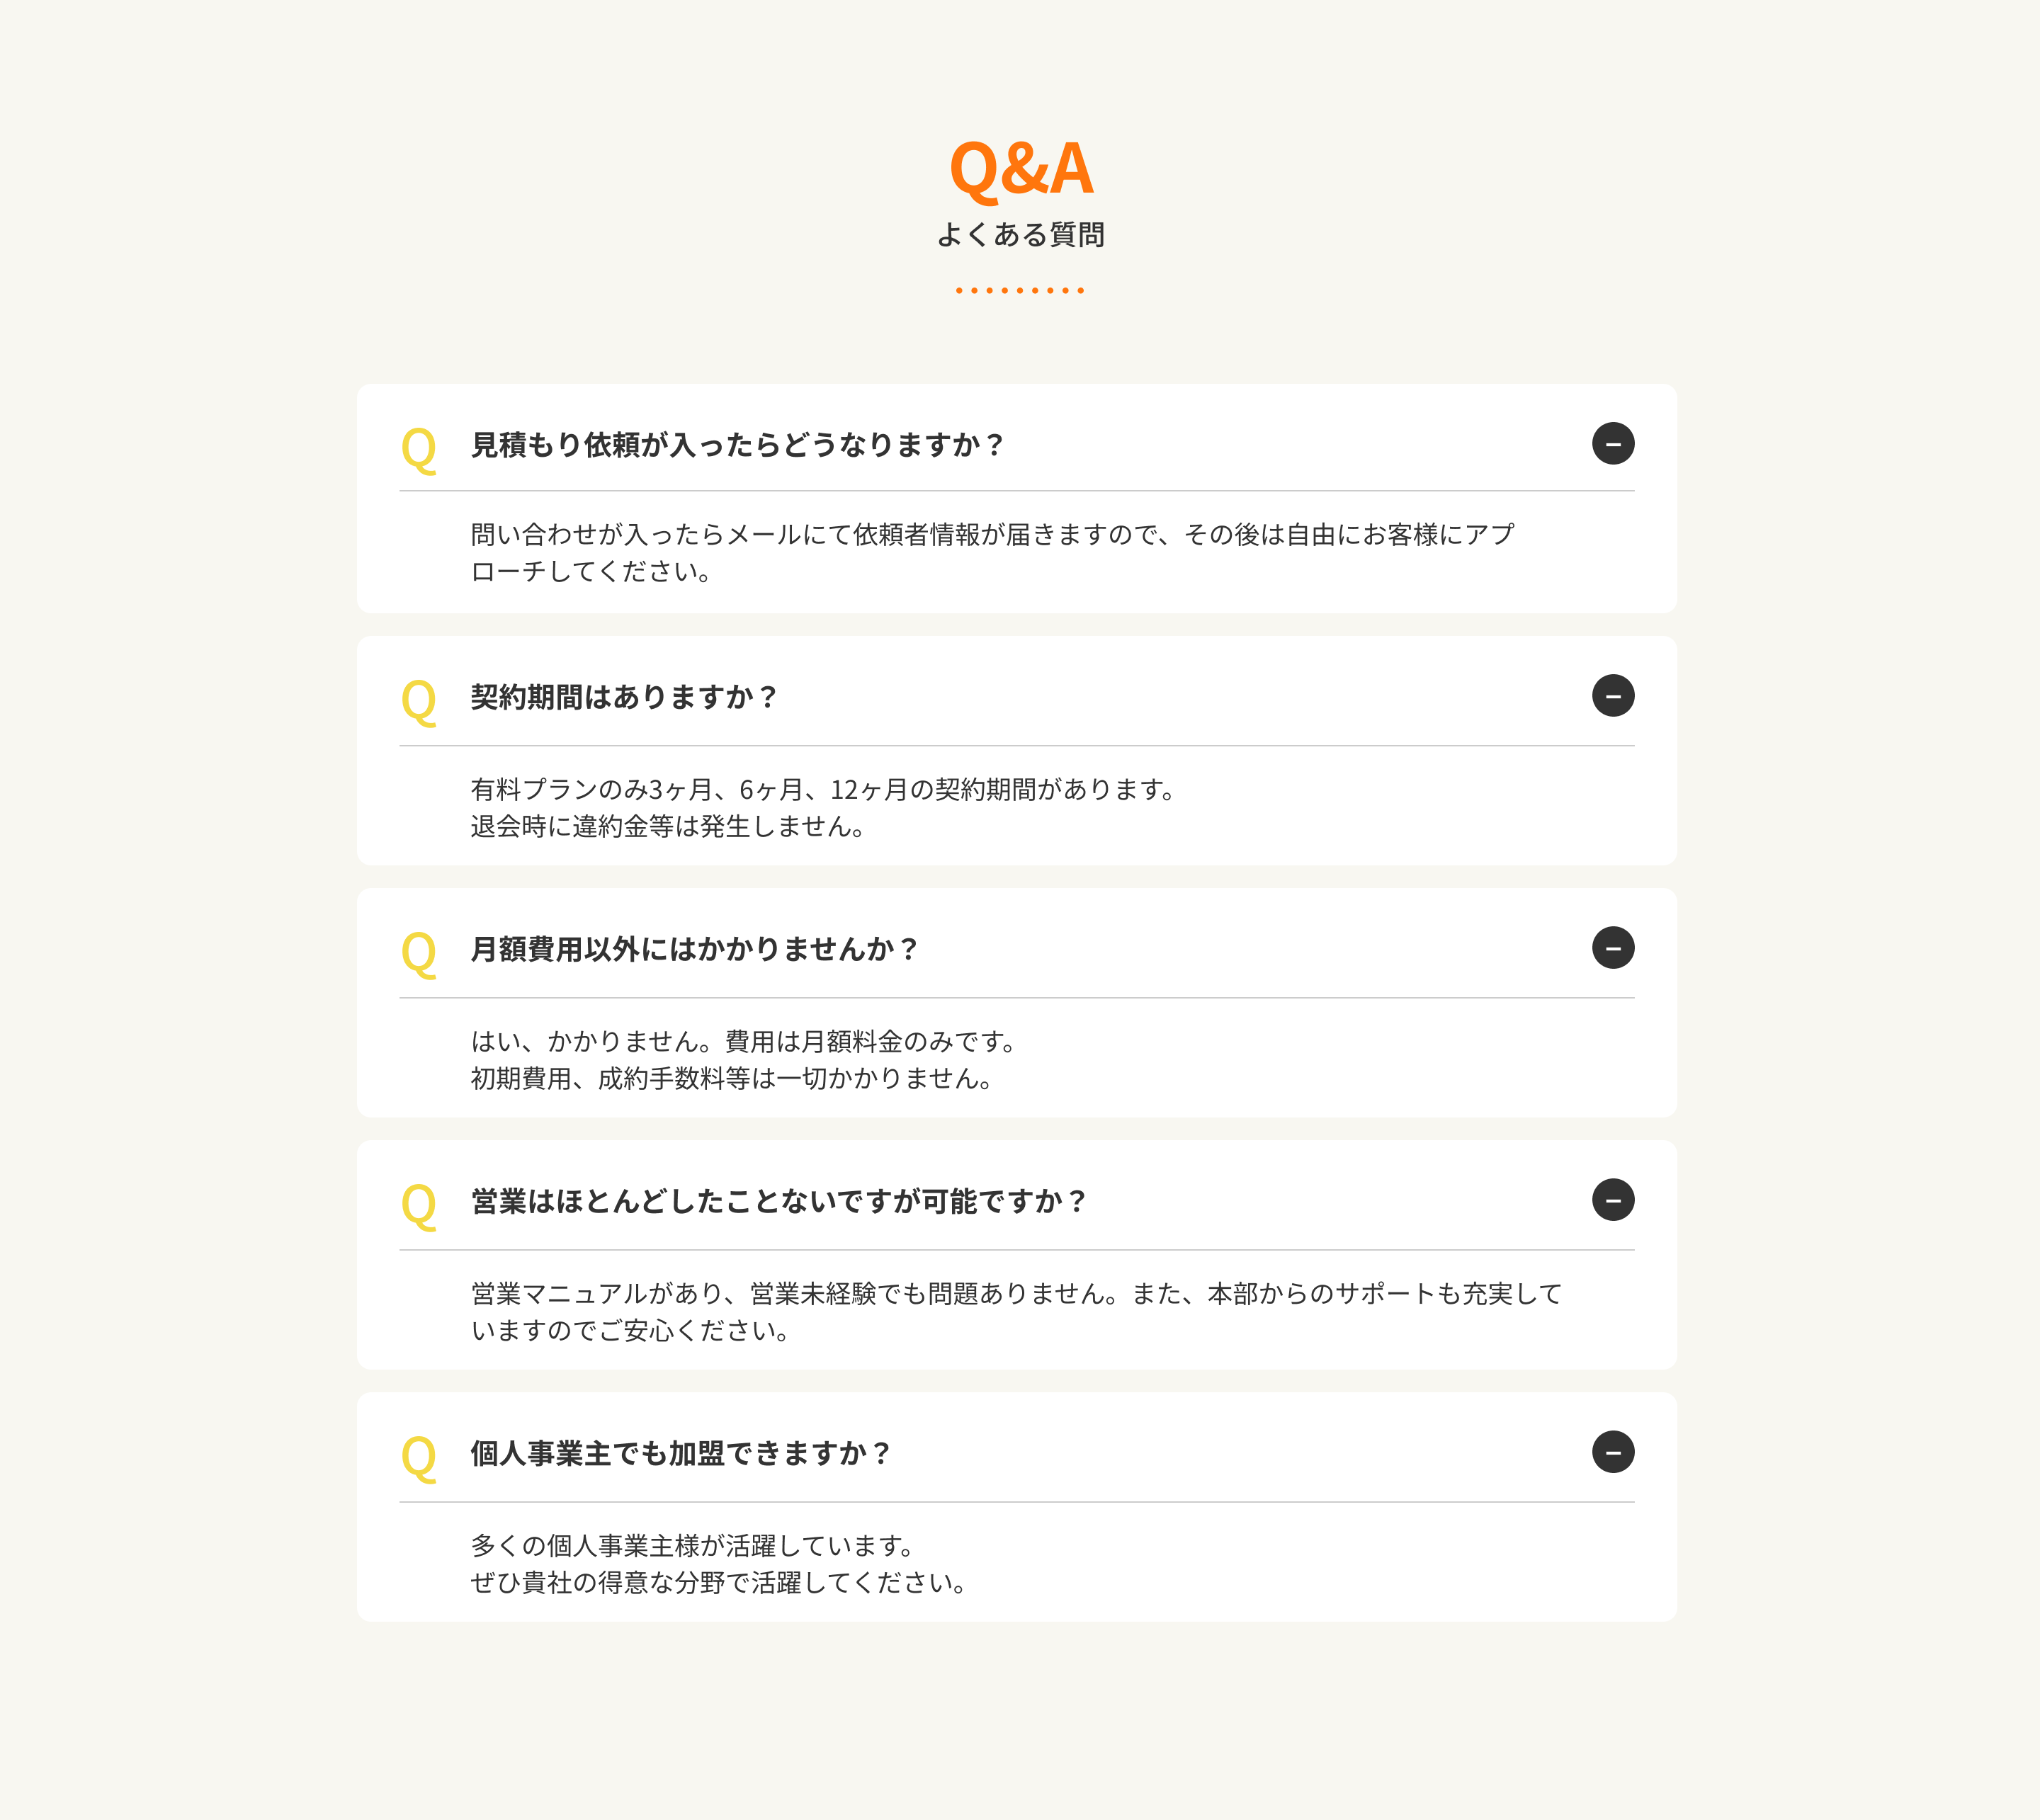 Q&A
よくある質問
Q 見積もり依頼が入ったらどうなりますか？
問い合わせが入ったらメールにて依頼者情報が届きますので、その後は自由にお客様にアプ
ローチしてください。
Q 契約期間はありますか？
有料プランのみ3ヶ月、6ヶ月、12ヶ月の契約期間があります。
退会時に違約金等は発生しません。
Q 月額費用以外にはかかりませんか？
はい、かかりません。費用は月額料金のみです。
初期費用、成約手数料等は一切かかりません。
Q 営業はほとんどしたことないですが可能ですか？
営業マニュアルがあり、営業未経験でも問題ありません。また、本部からのサポートも充実して
いますのでご安心ください。
Q 個人事業主でも加盟できますか？
多くの個人事業主様が活躍しています。
ぜひ貴社の得意な分野で活躍してください。